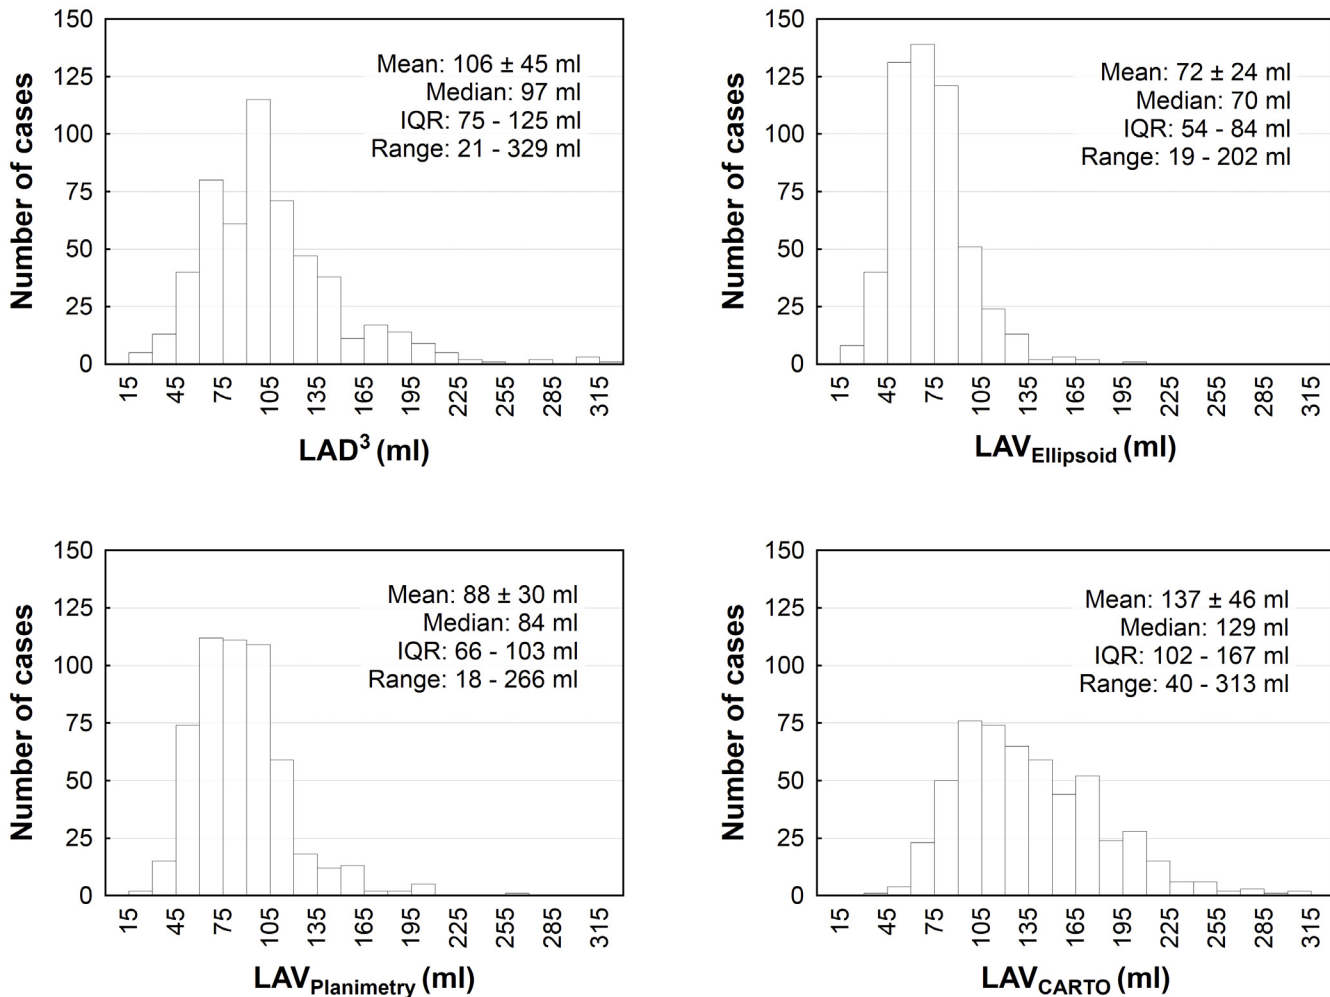 150
125
100
75
50
25
0
Number of cases
Mean: 106 ± 45 ml
Median: 97 ml
IQR: 75 - 125 ml
Range: 21 - 329 ml
15 45 75 105 135 165 195 225 255 285 315
LAD³ (ml)
150
125
100
75
50
25
0
Number of cases
Mean: 72 ± 24 ml
Median: 70 ml
IQR: 54 - 84 ml
Range: 19 - 202 ml
15 45 75 105 135 165 195 225 255 285 315
LAVEllipsoid (ml)
150
125
100
75
50
25
0
Number of cases
Mean: 88 ± 30 ml
Median: 84 ml
IQR: 66 - 103 ml
Range: 18 - 266 ml
15 45 75 105 135 165 195 225 255 285 315
LAVPlanimetry (ml)
150
125
100
75
50
25
0
Number of cases
Mean: 137 ± 46 ml
Median: 129 ml
IQR: 102 - 167 ml
Range: 40 - 313 ml
15 45 75 105 135 165 195 225 255 285 315
LAVCARTO (ml)